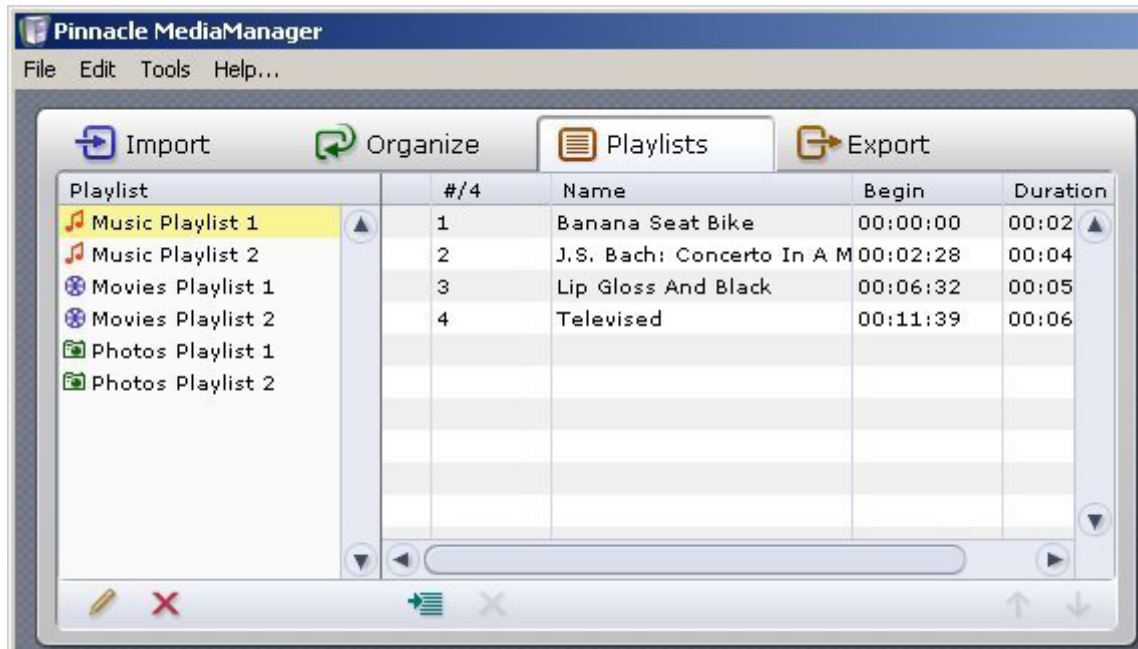 Pinnacle MediaManager
File Edit Tools Help...
Import Organize Playlists Export
Playlist #/4 Name Begin Duration
Music Playlist 1 1 Banana Seat Bike 00:00:00 00:02
Music Playlist 2 2 J.S. Bach: Concerto In A M 00:02:28 00:04
Movies Playlist 1 3 Lip Gloss And Black 00:06:32 00:05
Movies Playlist 2 4 Televised 00:11:39 00:06
Photos Playlist 1
Photos Playlist 2